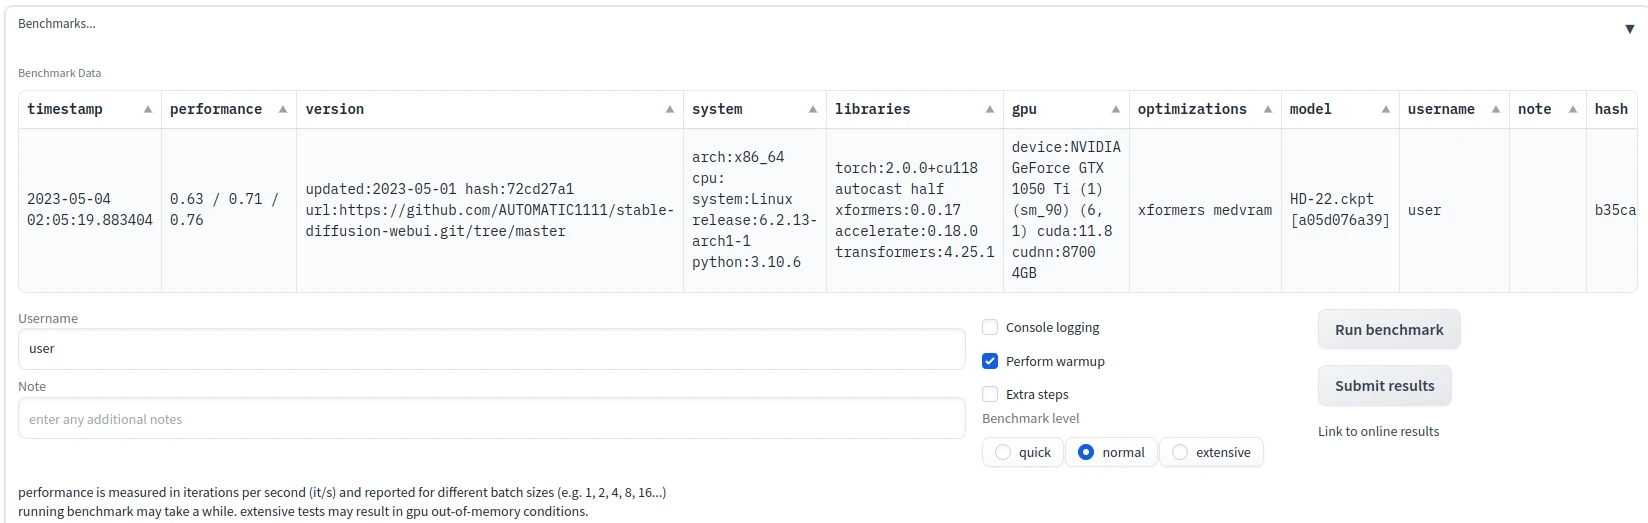 Benchmarks...
▼
Benchmark Data
timestamp ▲ performance ▲ version ▲ system ▲ libraries ▲ gpu ▲ optimizations ▲ model ▲ username ▲ note ▲ hash
2023-05-04
02:05:19.883404
0.63 / 0.71 /
0.76
updated:2023-05-01 hash:72cd27a1
url:https://github.com/AUTOMATIC1111/stable-
diffusion-webui.git/tree/master
arch:x86_64
cpu:
system:Linux
release:6.2.13-
arch1-1
python:3.10.6
torch:2.0.0+cu118
autocast half
xformers:0.0.17
accelerate:0.18.0
transformers:4.25.1
device:NVIDIA
GeForce GTX
1050 Ti (1)
(sm_90) (6,
1) cuda:11.8
cudnn:8700
4GB
xformers medvram
HD-22.ckpt
[a05d076a39]
user
b35ca
Username
user
Note
enter any additional notes
Console logging
Perform warmup
Extra steps
Benchmark level
quick normal extensive
Run benchmark
Submit results
Link to online results
performance is measured in iterations per second (it/s) and reported for different batch sizes (e.g. 1, 2, 4, 8, 16...)
running benchmark may take a while. extensive tests may result in gpu out-of-memory conditions.